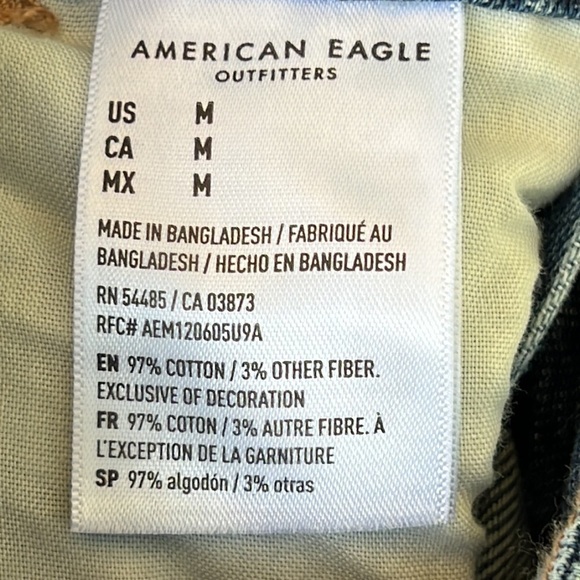 AMERICAN EAGLE
OUTFITTERS
US M
CA M
MX M
MADE IN BANGLADESH / FABRIQUÉ AU
BANGLADESH / HECHO EN BANGLADESH
RN 54485 / CA 03873
RFC# AEM120605U9A
EN 97% COTTON / 3% OTHER FIBER.
EXCLUSIVE OF DECORATION
FR 97% COTON / 3% AUTRE FIBRE. À
L'EXCEPTION DE LA GARNITURE
SP 97% algodón / 3% otras